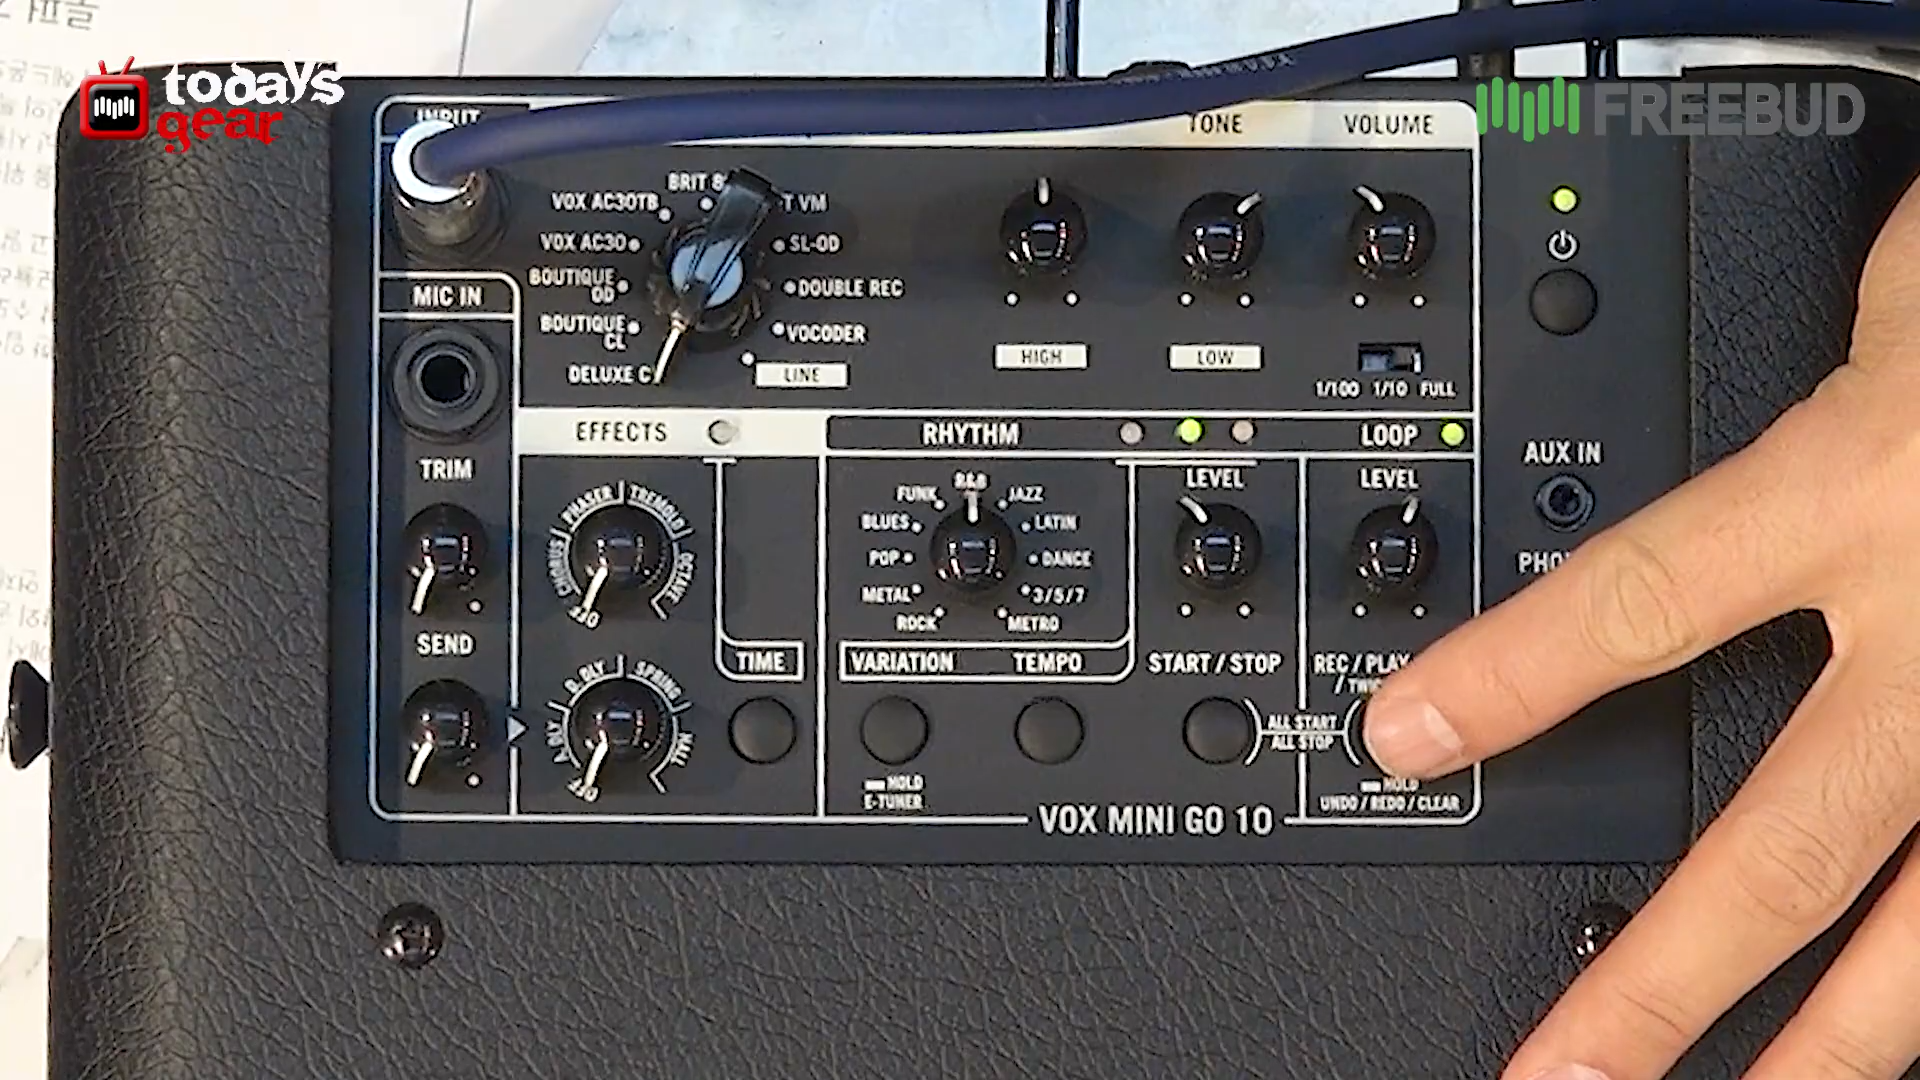 todays
gear
FREEBUD
INPUT
TONE
VOLUME
BRIT 8
T VM
VOX AC30TB
VOX AC30
SL-OD
BOUTIQUE
OD
DOUBLE REC
BOUTIQUE
CL
VOCODER
DELUXE C
LINE
HIGH
LOW
1/100 1/10 FULL
MIC IN
TRIM
SEND
EFFECTS
CHORUS
PHASER
TREMOLO
OCTAVE
OFF
A.DLY
R.DLY
SPRING
HALL
OFF
TIME
RHYTHM
R&B
FUNK
JAZZ
BLUES
LATIN
POP
DANCE
METAL
3/5/7
ROCK
METRO
VARIATION
TEMPO
HOLD
E-TUNER
LEVEL
START / STOP
ALL START
ALL STOP
LOOP
LEVEL
REC / PLAY
HOLD
UNDO / REDO / CLEAR
VOX MINI GO 10
AUX IN